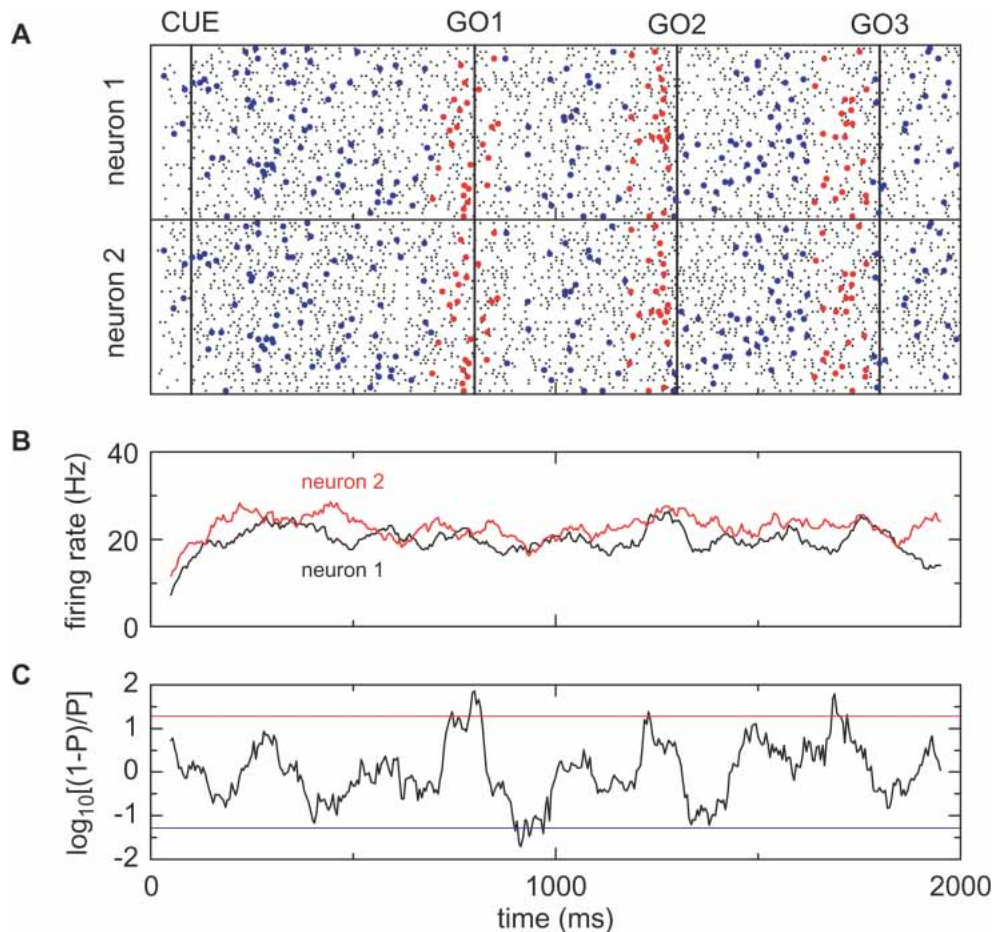 A
CUE GO1 GO2 GO3
neuron 1
neuron 2
B
firing rate (Hz)
40
20
0
neuron 2
neuron 1
C
log10[(1-P)/P]
2
1
0
-1
-2
0 1000 2000
time (ms)